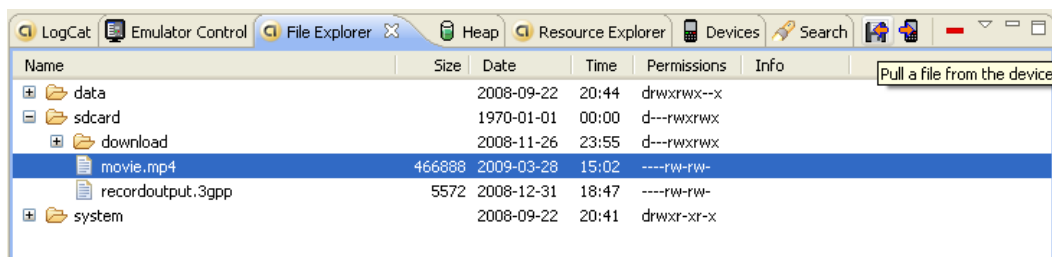 LogCat Emulator Control File Explorer Heap Resource Explorer Devices Search
Name Size Date Time Permissions Info
Pull a file from the device
data 2008-09-22 20:44 drwxrwx--x
sdcard 1970-01-01 00:00 d---rwxrwx
download 2008-11-26 23:55 d---rwxrwx
movie.mp4 466888 2009-03-28 15:02 ----rw-rw-
recordoutput.3gpp 5572 2008-12-31 18:47 ----rw-rw-
system 2008-09-22 20:41 drwxr-xr-x